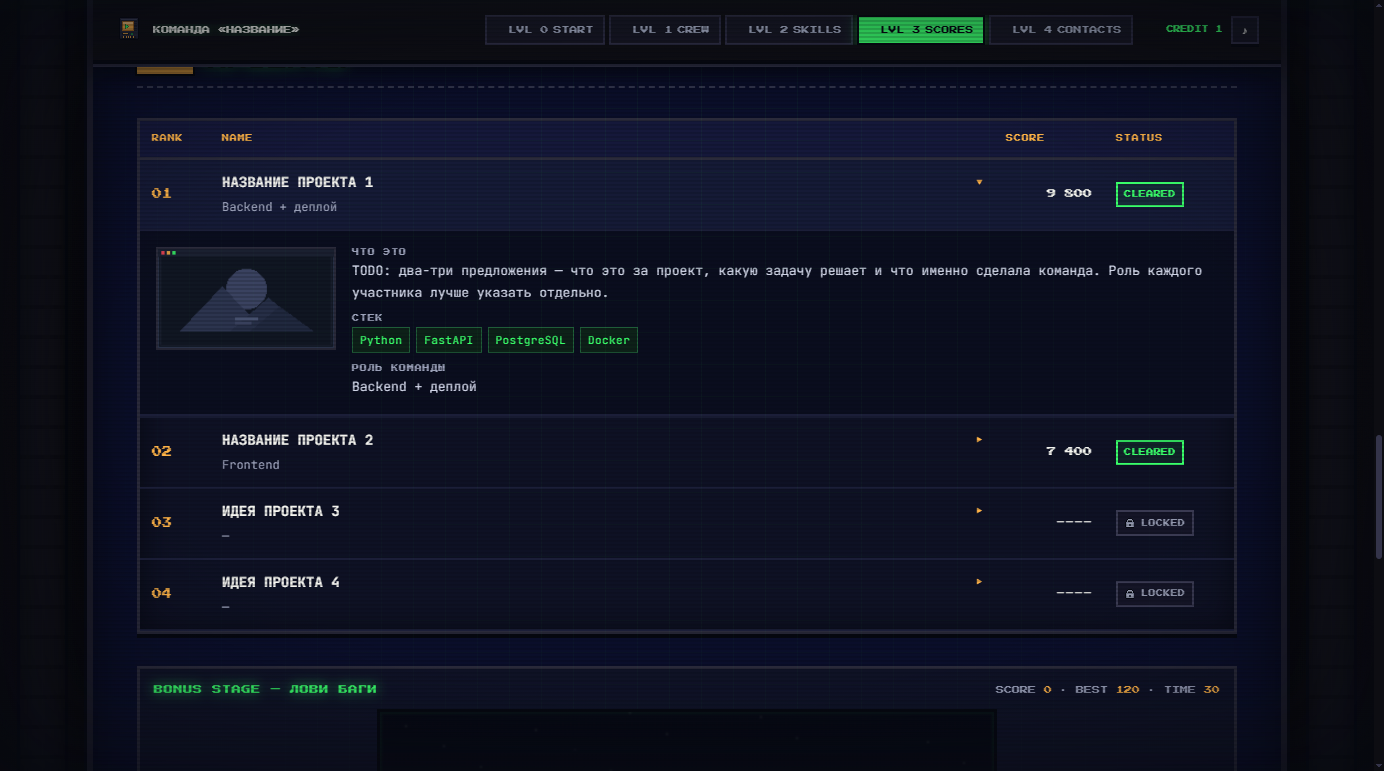 КОМАНДА «НАЗВАНИЕ»
LVL 0 START
LVL 1 CREW
LVL 2 SKILLS
LVL 3 SCORES
LVL 4 CONTACTS
CREDIT 1
♪
RANK NAME SCORE STATUS
01 НАЗВАНИЕ ПРОЕКТА 1 ▼ 9 800 CLEARED
Backend + деплой
ЧТО ЭТО
TODO: два-три предложения — что это за проект, какую задачу решает и что именно сделала команда. Роль каждого
участника лучше указать отдельно.
СТЕК
Python FastAPI PostgreSQL Docker
РОЛЬ КОМАНДЫ
Backend + деплой
02 НАЗВАНИЕ ПРОЕКТА 2 ► 7 400 CLEARED
Frontend
03 ИДЕЯ ПРОЕКТА 3 ► ———— LOCKED
—
04 ИДЕЯ ПРОЕКТА 4 ► ———— LOCKED
—
BONUS STAGE — ЛОВИ БАГИ
SCORE 0 · BEST 120 · TIME 30